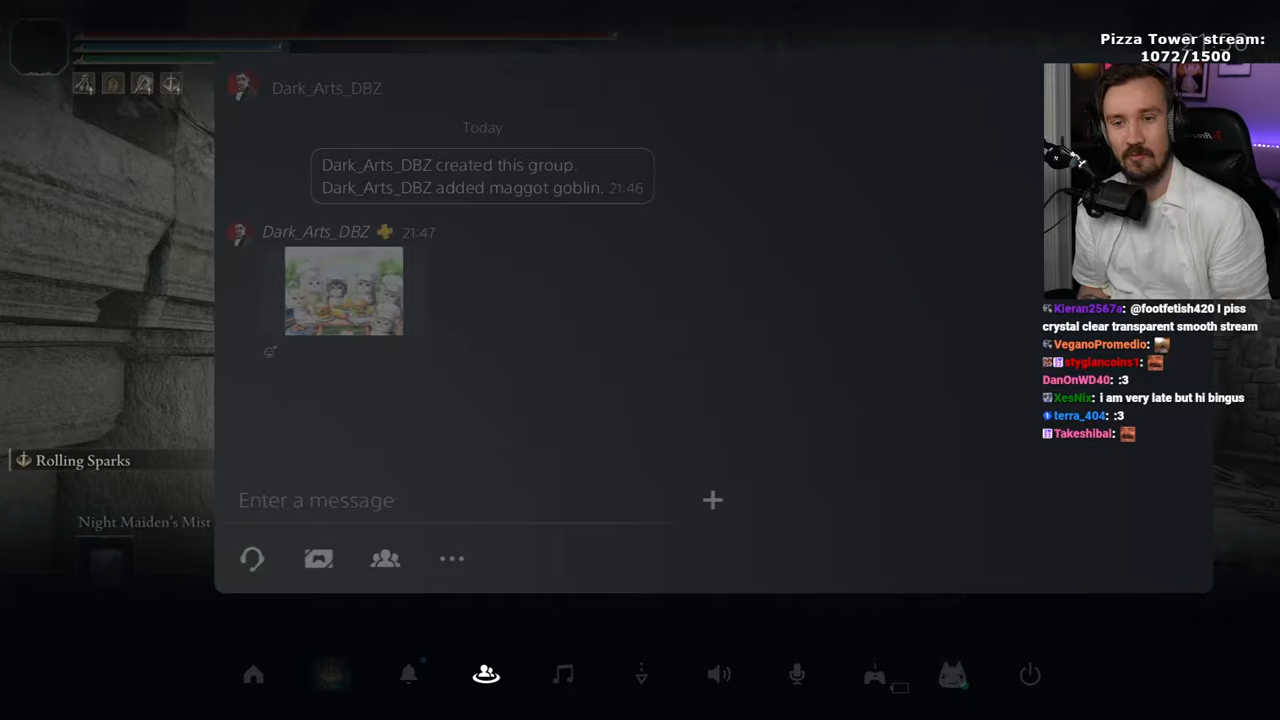 Pizza Tower stream:
1072/1500
Dark_Arts_DBZ
Today
Dark_Arts_DBZ created this group.
Dark_Arts_DBZ added maggot goblin. 21:46
Dark_Arts_DBZ 21:47
Kieran2567a: @footfetish420 I piss
crystal clear transparent smooth stream
VeganoPromedio:
stygiancoins1:
DanOnWD40: :3
XesNix: i am very late but hi bingus
terra_404: :3
Takeshibal:
Rolling Sparks
Enter a message
Night Maiden's Mist